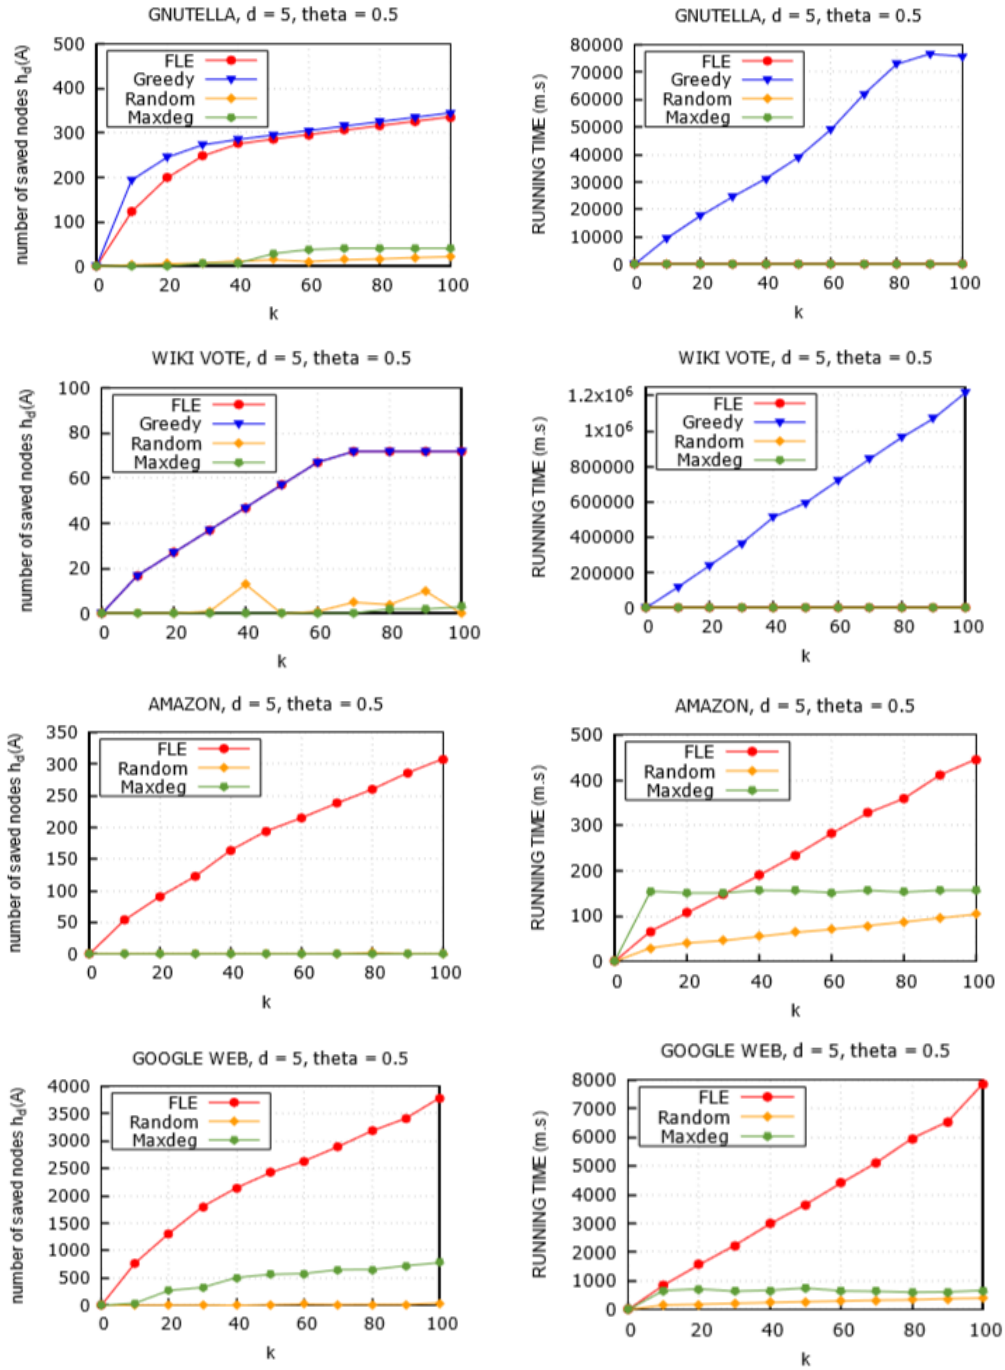 GNUTELLA, d = 5, theta = 0.5
number of saved nodes h_d(A)
500
400
300
200
100
0
FLE
Greedy
Random
Maxdeg
0 20 40 60 80 100
k
GNUTELLA, d = 5, theta = 0.5
RUNNING TIME (m.s)
80000
70000
60000
50000
40000
30000
20000
10000
0
FLE
Greedy
Random
Maxdeg
0 20 40 60 80 100
k
WIKI VOTE, d = 5, theta = 0.5
number of saved nodes h_d(A)
100
80
60
40
20
0
FLE
Greedy
Random
Maxdeg
0 20 40 60 80 100
k
WIKI VOTE, d = 5, theta = 0.5
RUNNING TIME (m.s)
1.2x10⁶
1x10⁶
800000
600000
400000
200000
0
FLE
Greedy
Random
Maxdeg
0 20 40 60 80 100
k
AMAZON, d = 5, theta = 0.5
number of saved nodes h_d(A)
350
300
250
200
150
100
50
0
FLE
Random
Maxdeg
0 20 40 60 80 100
k
AMAZON, d = 5, theta = 0.5
RUNNING TIME (m.s)
500
400
300
200
100
0
FLE
Random
Maxdeg
0 20 40 60 80 100
k
GOOGLE WEB, d = 5, theta = 0.5
number of saved nodes h_d(A)
4000
3500
3000
2500
2000
1500
1000
500
0
FLE
Random
Maxdeg
0 20 40 60 80 100
k
GOOGLE WEB, d = 5, theta = 0.5
RUNNING TIME (m.s)
8000
7000
6000
5000
4000
3000
2000
1000
0
FLE
Random
Maxdeg
0 20 40 60 80 100
k